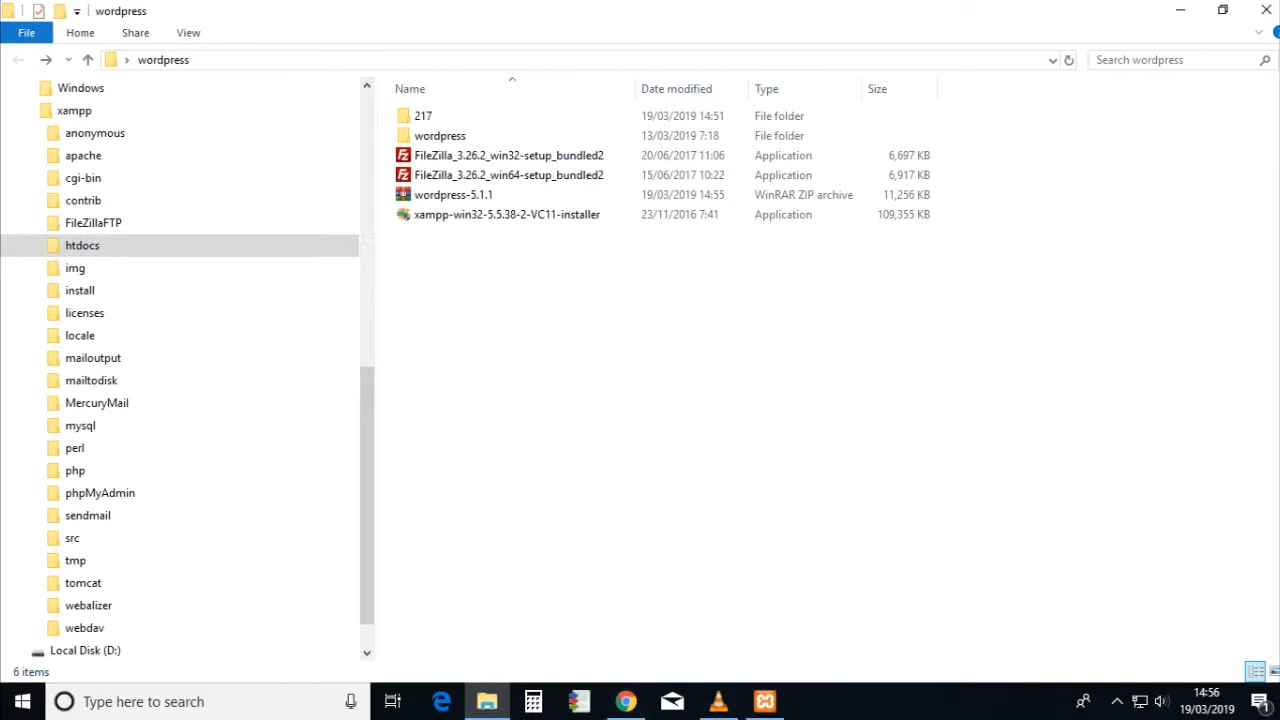 wordpress
File Home Share View
wordpress Search wordpress
Windows
xampp
anonymous
apache
cgi-bin
contrib
FileZillaFTP
htdocs
img
install
licenses
locale
mailoutput
mailtodisk
MercuryMail
mysql
perl
php
phpMyAdmin
sendmail
src
tmp
tomcat
webalizer
webdav
Local Disk (D:)
Name Date modified Type Size
217 19/03/2019 14:51 File folder
wordpress 13/03/2019 7:18 File folder
FileZilla_3.26.2_win32-setup_bundled2 20/06/2017 11:06 Application 6,697 KB
FileZilla_3.26.2_win64-setup_bundled2 15/06/2017 10:22 Application 6,917 KB
wordpress-5.1.1 19/03/2019 14:55 WinRAR ZIP archive 11,256 KB
xampp-win32-5.5.38-2-VC11-installer 23/11/2016 7:41 Application 109,355 KB
6 items
Type here to search
14:56
19/03/2019
1